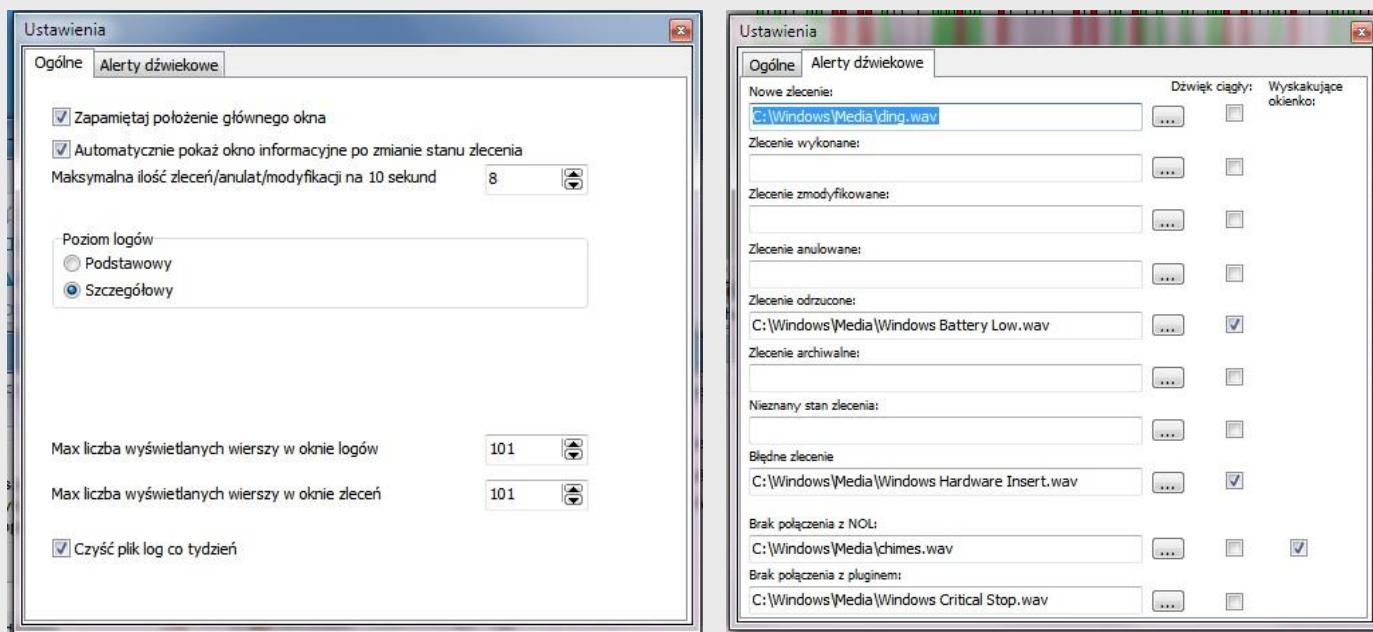 Ustawienia
Ogólne Alerty dźwiekowe
Zapamiętaj położenie głównego okna
Automatycznie pokaż okno informacyjne po zmianie stanu zlecenia
Maksymalna ilość zleceń/anulat/modyfikacji na 10 sekund 8
Poziom logów
Podstawowy
Szczegółowy
Max liczba wyświetlanych wierszy w oknie logów 101
Max liczba wyświetlanych wierszy w oknie zleceń 101
Czyść plik log co tydzień
Ustawienia
Ogólne Alerty dźwiekowe
Nowe zlecenie: Dźwięk ciągły: Wyskakujące
okienko:
C:\Windows\Media\ding.wav ...
Zlecenie wykonane:
...
Zlecenie zmodyfikowane:
...
Zlecenie anulowane:
...
Zlecenie odrzucone:
C:\Windows\Media\Windows Battery Low.wav ...
Zlecenie archiwalne:
...
Nieznany stan zlecenia:
...
Błędne zlecenie
C:\Windows\Media\Windows Hardware Insert.wav ...
Brak połączenia z NOL:
C:\Windows\Media\chimes.wav ...
Brak połączenia z pluginem:
C:\Windows\Media\Windows Critical Stop.wav ...